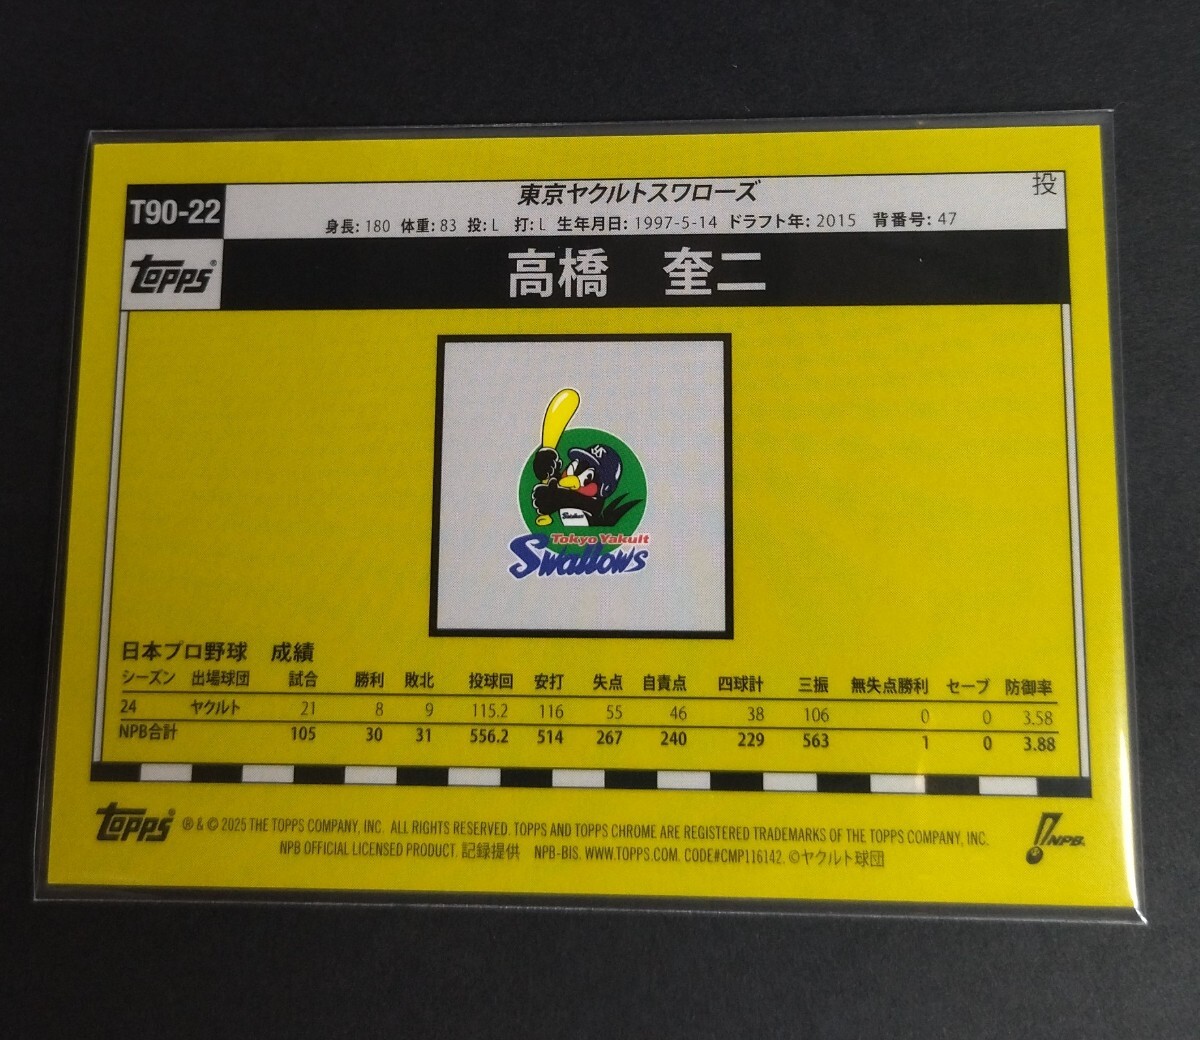 T90-22
東京ヤクルトスワローズ
投
身長: 180 体重: 83 投: L 打: L 生年月日: 1997-5-14 ドラフト年: 2015 背番号: 47
Topps®
高橋 奎二
Swallows
Tokyo Yakult
Swallows
日本プロ野球 成績
シーズン 出場球団 試合 勝利 敗北 投球回 安打 失点 自責点 四球計 三振 無失点勝利 セーブ 防御率
24 ヤクルト 21 8 9 115.2 116 55 46 38 106 0 0 3.58
NPB合計 105 30 31 556.2 514 267 240 229 563 1 0 3.88
Topps® ® & © 2025 THE TOPPS COMPANY, INC. ALL RIGHTS RESERVED. TOPPS AND TOPPS CHROME ARE REGISTERED TRADEMARKS OF THE TOPPS COMPANY, INC.
NPB OFFICIAL LICENSED PRODUCT. 記録提供 NPB-BIS. WWW.TOPPS.COM. CODE#CMP116142. ©ヤクルト球団
NPB.